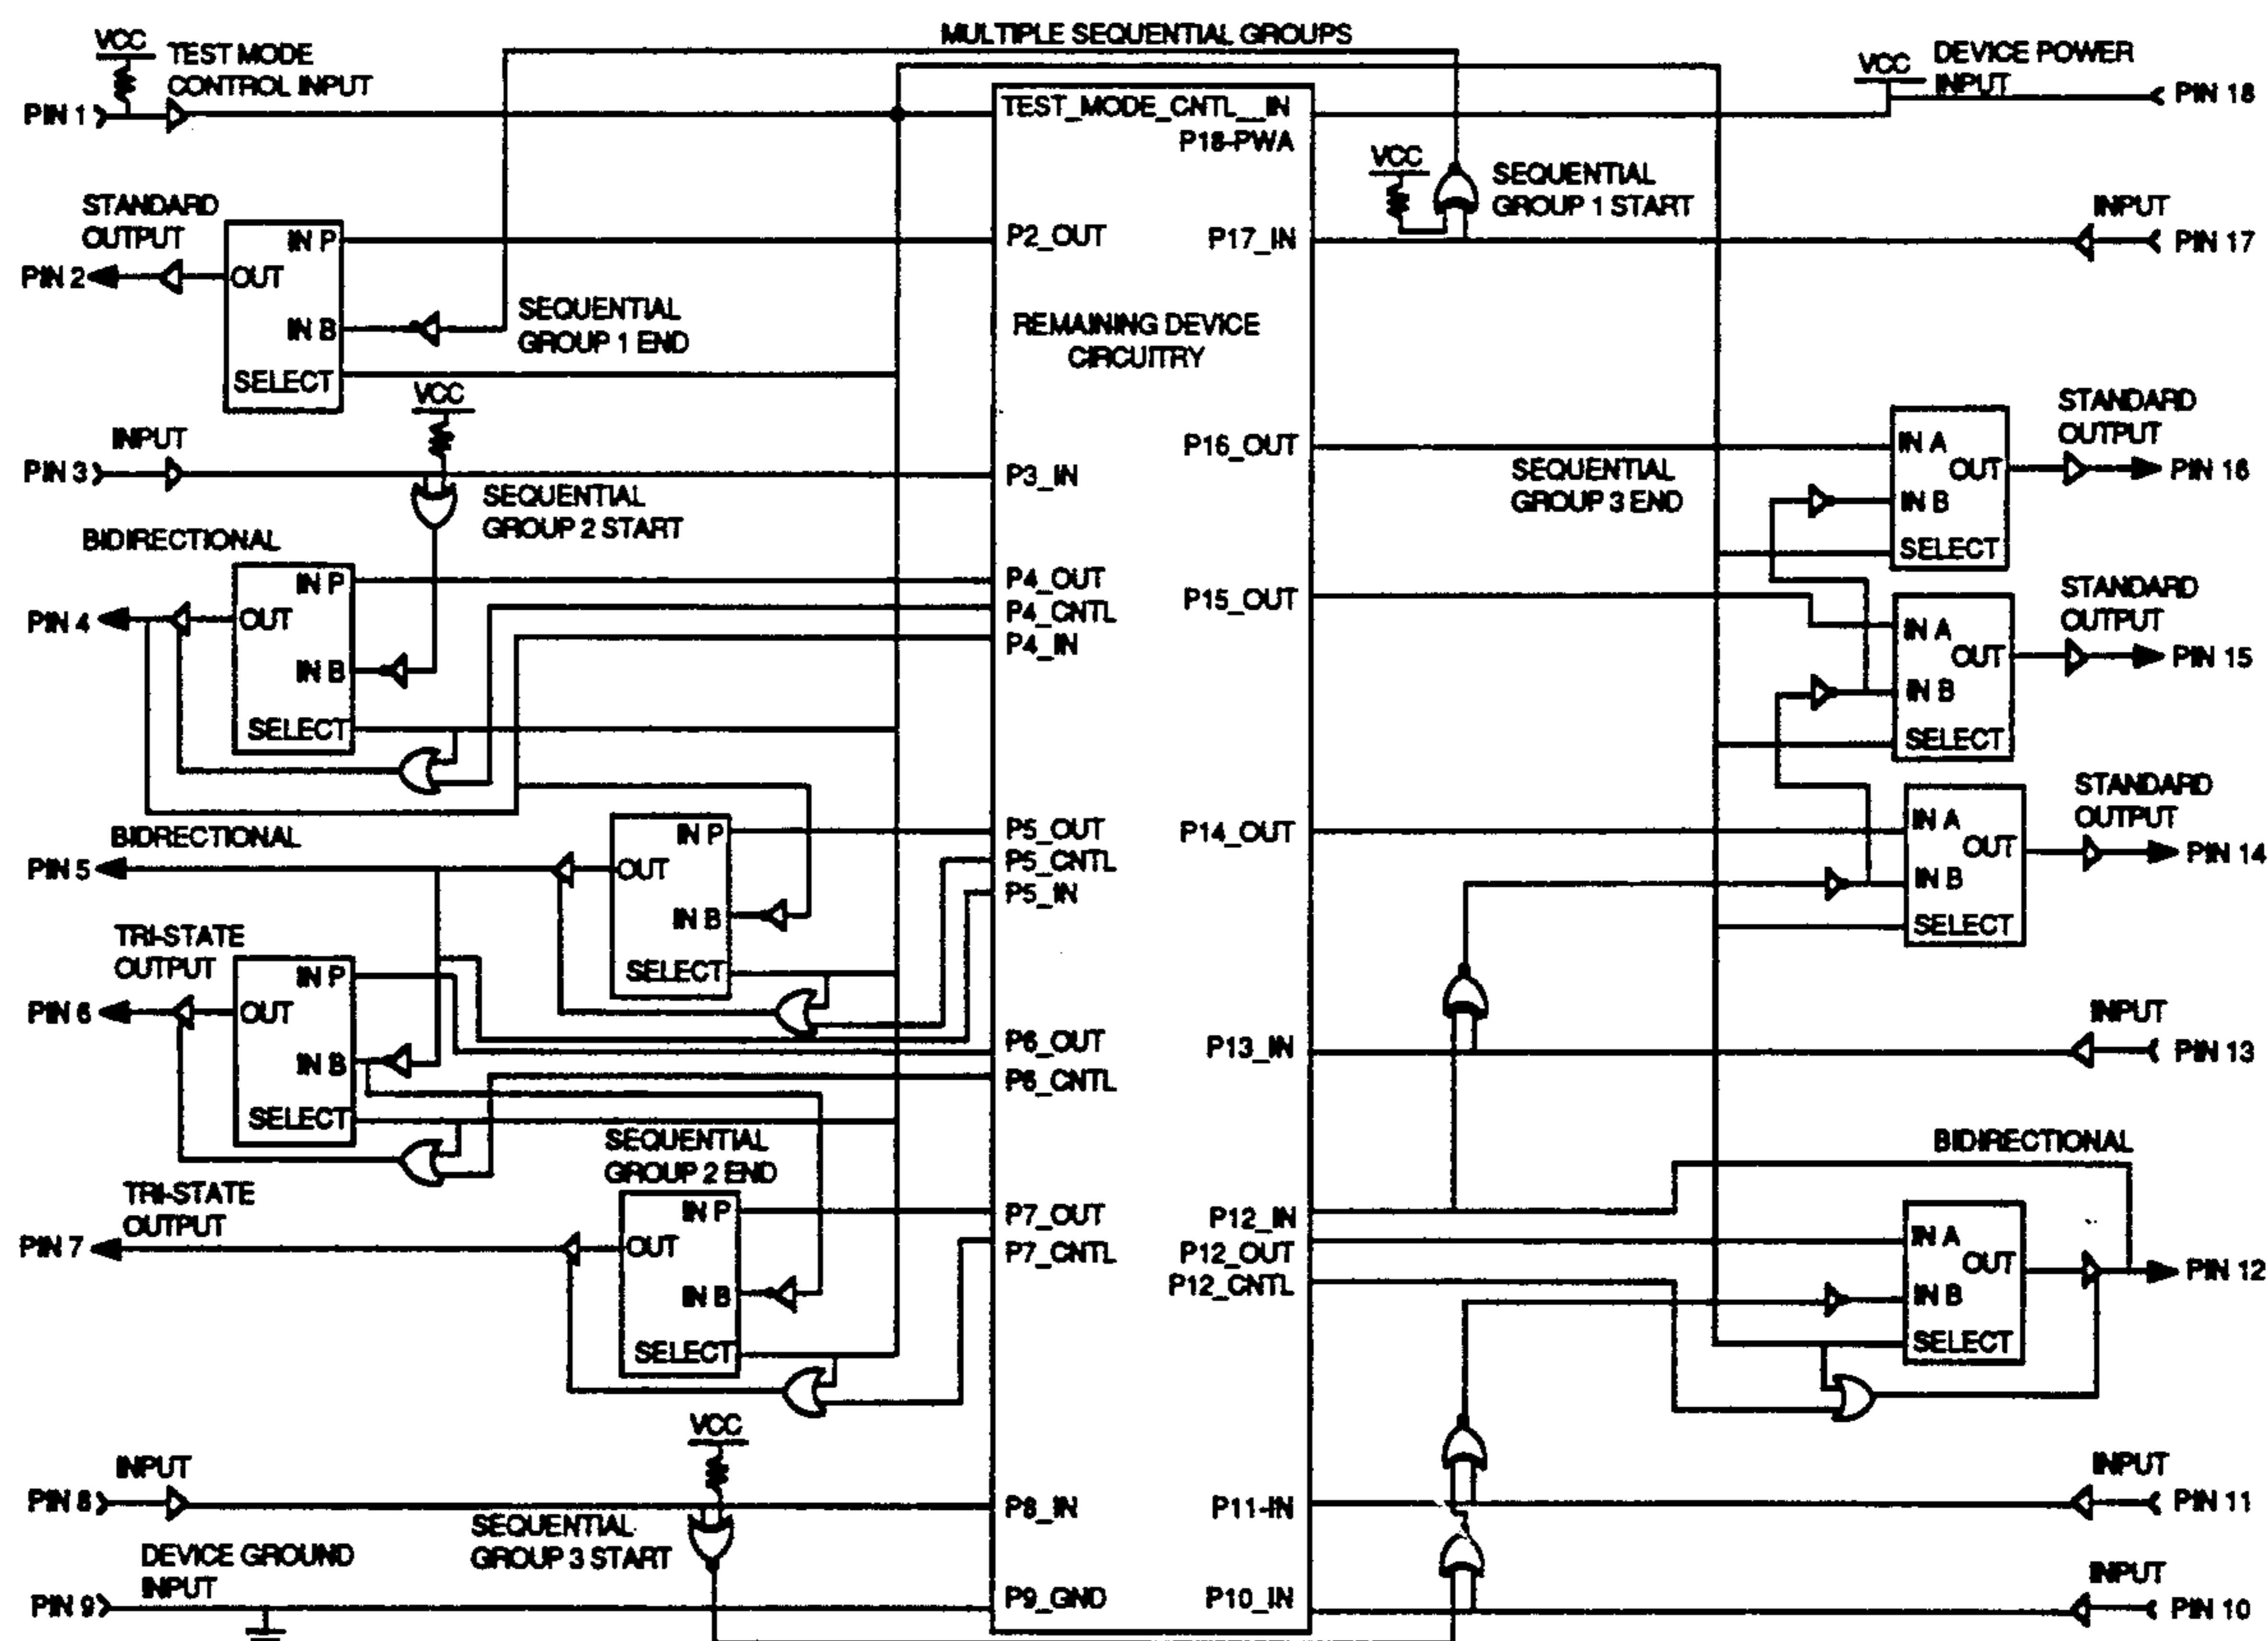 MULTIPLE SEQUENTIAL GROUPS
VCC
TEST MODE
CONTROL INPUT
PIN 1
STANDARD
OUTPUT
PIN 2
IN P
OUT
IN B
SELECT
SEQUENTIAL
GROUP 1 END
VCC
INPUT
PIN 3
SEQUENTIAL
GROUP 2 START
BIDIRECTIONAL
PIN 4
IN P
OUT
IN B
SELECT
BIDRECTIONAL
PIN 5
IN P
OUT
IN B
SELECT
TRI-STATE
OUTPUT
PIN 6
IN P
OUT
IN B
SELECT
SEQUENTIAL
GROUP 2 END
TRI-STATE
OUTPUT
PIN 7
IN P
OUT
IN B
SELECT
VCC
INPUT
PIN 8
SEQUENTIAL
GROUP 3 START
DEVICE GROUND
INPUT
PIN 9
TEST_MODE_CNTL_IN
P18-PWA
P2_OUT
P17_IN
REMAINING DEVICE
CIRCUITRY
P16_OUT
P3_IN
P4_OUT
P4_CNTL
P4_IN
P15_OUT
P5_OUT
P5_CNTL
P5_IN
P14_OUT
P6_OUT
P6_CNTL
P13_IN
P7_OUT
P7_CNTL
P12_IN
P12_OUT
P12_CNTL
P8_IN
P11-IN
P9_GND
P10_IN
VCC
DEVICE POWER
INPUT
PIN 18
VCC
SEQUENTIAL
GROUP 1 START
INPUT
PIN 17
SEQUENTIAL
GROUP 3 END
IN A
OUT
IN B
SELECT
STANDARD
OUTPUT
PIN 16
IN A
OUT
IN B
SELECT
STANDARD
OUTPUT
PIN 15
IN A
OUT
IN B
SELECT
STANDARD
OUTPUT
PIN 14
INPUT
PIN 13
BIDIRECTIONAL
IN A
OUT
IN B
SELECT
PIN 12
INPUT
PIN 11
INPUT
PIN 10